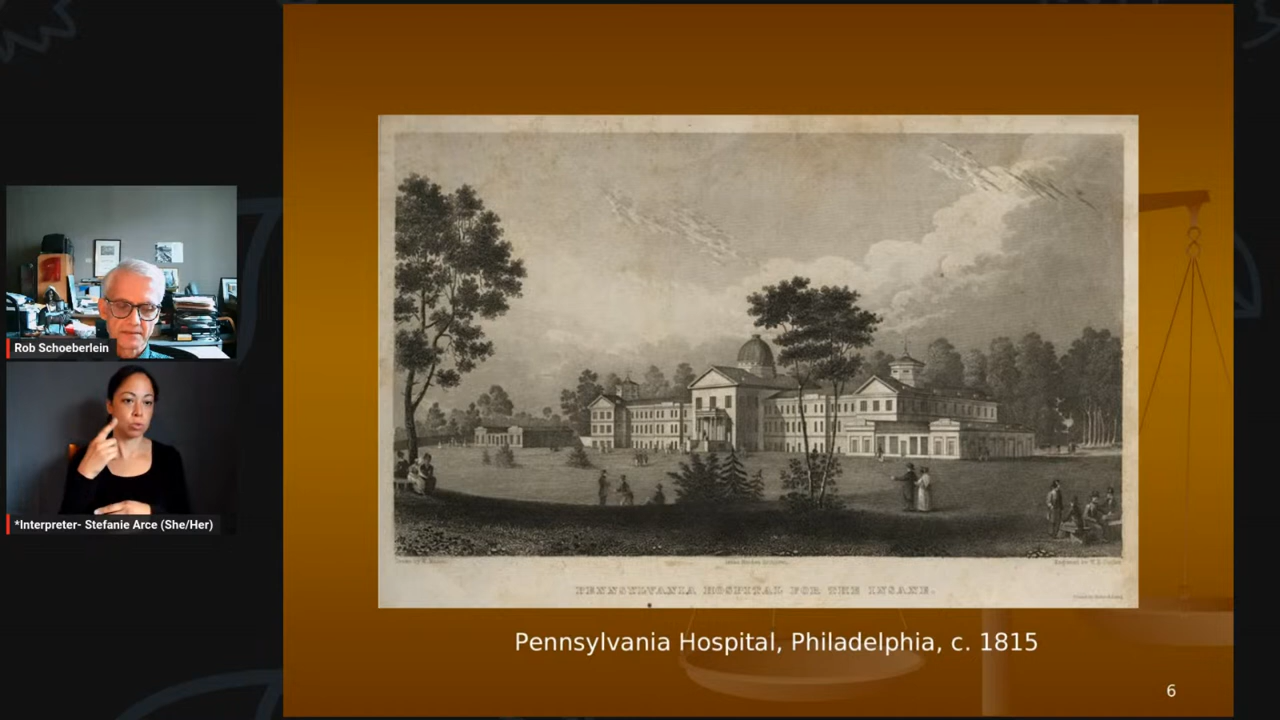 Rob Schoeberlein
*Interpreter- Stefanie Arce (She/Her)
PENNSYLVANIA HOSPITAL FOR THE INSANE.
Pennsylvania Hospital, Philadelphia, c. 1815
6